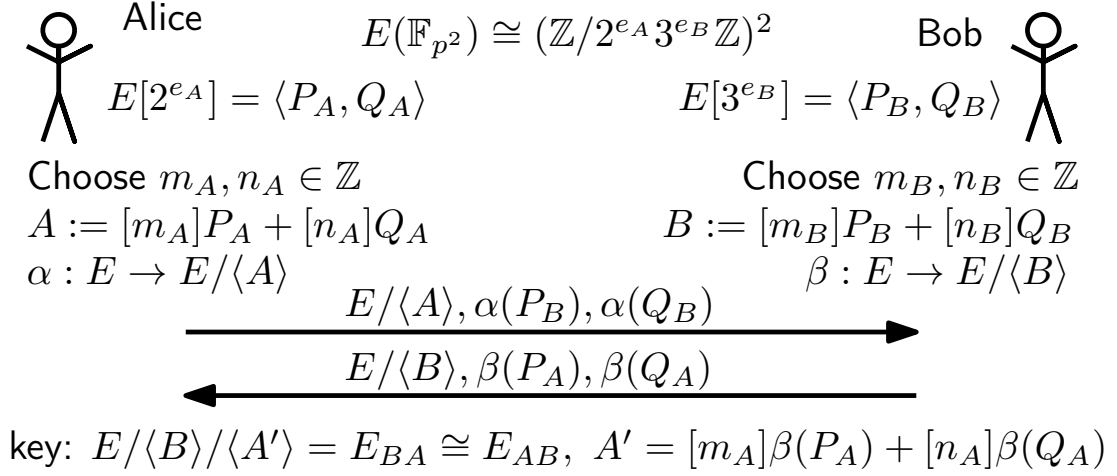 Alice
E(𝔽_{p^2}) ≅ (ℤ/2^{e_A}3^{e_B}ℤ)^2
Bob
E[2^{e_A}] = ⟨P_A, Q_A⟩
E[3^{e_B}] = ⟨P_B, Q_B⟩
Choose m_A, n_A ∈ ℤ
Choose m_B, n_B ∈ ℤ
A := [m_A]P_A + [n_A]Q_A
B := [m_B]P_B + [n_B]Q_B
α : E → E/⟨A⟩
β : E → E/⟨B⟩
E/⟨A⟩, α(P_B), α(Q_B)
E/⟨B⟩, β(P_A), β(Q_A)
key: E/⟨B⟩/⟨A′⟩ = E_{BA} ≅ E_{AB}, A′ = [m_A]β(P_A) + [n_A]β(Q_A)